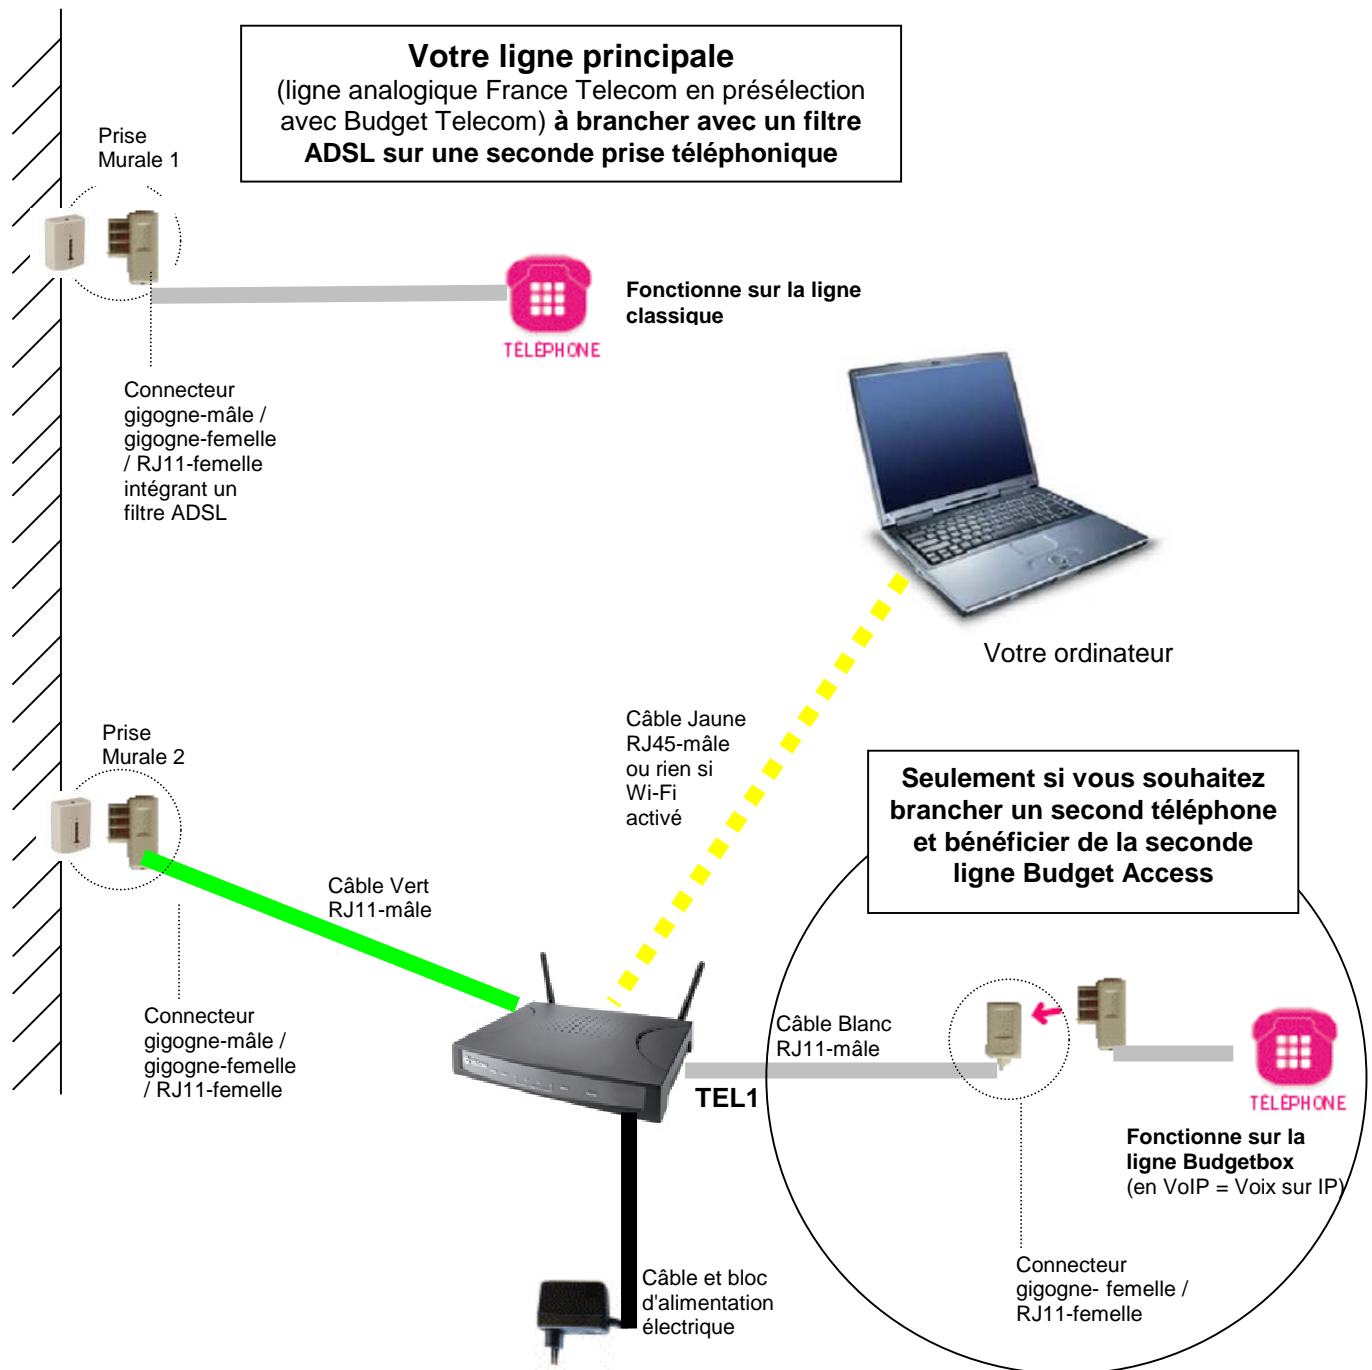 Votre ligne principale
(ligne analogique France Telecom en présélection
avec Budget Telecom) à brancher avec un filtre
ADSL sur une seconde prise téléphonique
Prise
Murale 1
Fonctionne sur la ligne
classique
TÉLÉPHONE
Connecteur
gigogne-mâle /
gigogne-femelle
/ RJ11-femelle
intégrant un
filtre ADSL
Votre ordinateur
Prise
Murale 2
Câble Jaune
RJ45-mâle
ou rien si
Wi-Fi
activé
Seulement si vous souhaitez
brancher un second téléphone
et bénéficier de la seconde
ligne Budget Access
Câble Vert
RJ11-mâle
Connecteur
gigogne-mâle /
gigogne-femelle
/ RJ11-femelle
Câble Blanc
RJ11-mâle
TEL1
TÉLÉPHONE
Fonctionne sur la
ligne Budgetbox
(en VoIP = Voix sur IP)
Câble et bloc
d'alimentation
électrique
Connecteur
gigogne- femelle /
RJ11-femelle